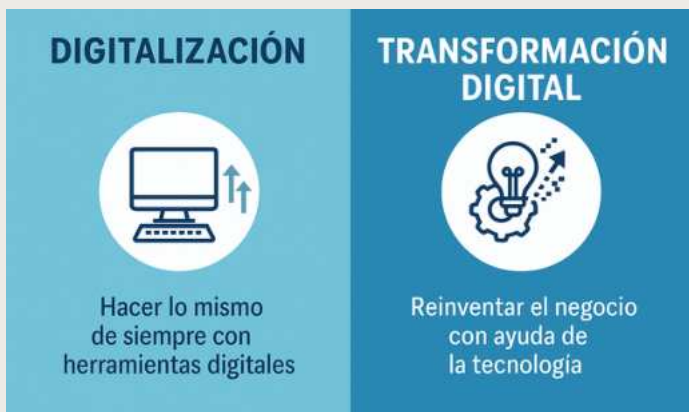 DIGITALIZACIÓN
Hacer lo mismo
de siempre con
herramientas digitales
TRANSFORMACIÓN
DIGITAL
Reinventar el negocio
con ayuda de
la tecnología